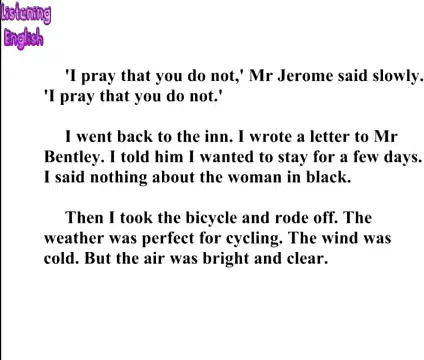 Listening
English
'I pray that you do not,' Mr Jerome said slowly.
'I pray that you do not.'
I went back to the inn. I wrote a letter to Mr
Bentley. I told him I wanted to stay for a few days.
I said nothing about the woman in black.
Then I took the bicycle and rode off. The
weather was perfect for cycling. The wind was
cold. But the air was bright and clear.